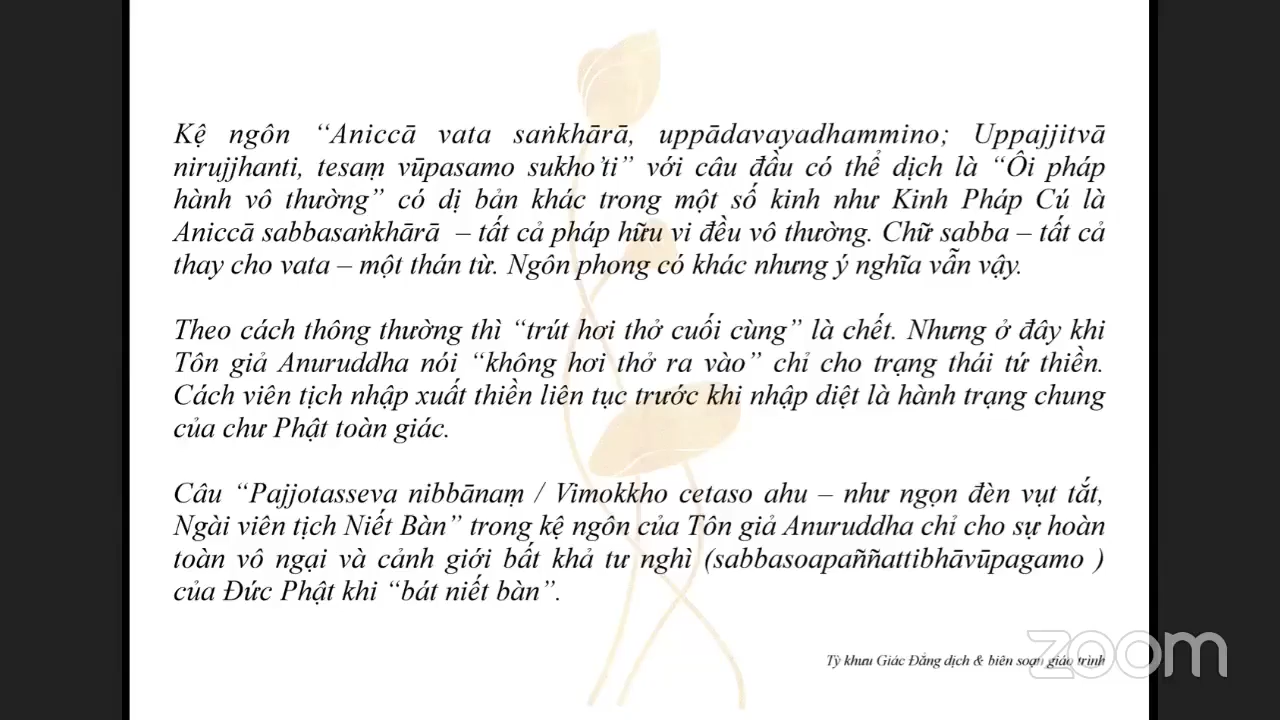 Kệ ngôn “Aniccā vata saṅkhārā, uppādavayadhammino; Uppajjitvā
nirujjhanti, tesaṃ vūpasamo sukho’ti” với câu đầu có thể dịch là “Ôi pháp
hành vô thường” có dị bản khác trong một số kinh như Kinh Pháp Cú là
Aniccā sabbasaṅkhārā – tất cả pháp hữu vi đều vô thường. Chữ sabba – tất cả
thay cho vata – một thán từ. Ngôn phong có khác nhưng ý nghĩa vẫn vậy.
Theo cách thông thường thì “trút hơi thở cuối cùng” là chết. Nhưng ở đây khi
Tôn giả Anuruddha nói “không hơi thở ra vào” chỉ cho trạng thái tứ thiền.
Cách viên tịch nhập xuất thiền liên tục trước khi nhập diệt là hành trạng chung
của chư Phật toàn giác.
Câu “Pajjotasseva nibbānaṃ / Vimokkho cetaso ahu – như ngọn đèn vụt tắt,
Ngài viên tịch Niết Bàn” trong kệ ngôn của Tôn giả Anuruddha chỉ cho sự hoàn
toàn vô ngại và cảnh giới bất khả tư nghì (sabbasoapaññattibhāvūpagamo )
của Đức Phật khi “bát niết bàn”.
Tỳ khưu Giác Đẳng dịch & biên soạn giáo trình
zoom